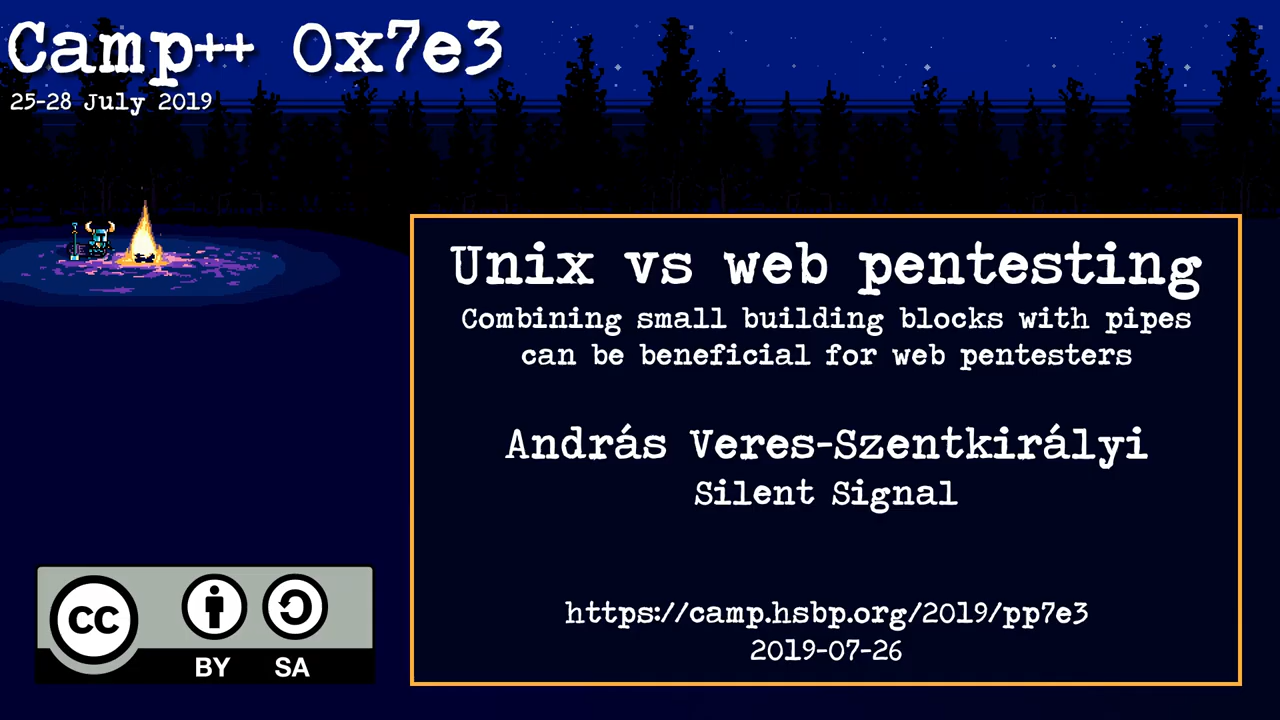 Camp++ 0x7e3
25-28 July 2019
Unix vs web pentesting
Combining small building blocks with pipes
can be beneficial for web pentesters
András Veres-Szentkirályi
Silent Signal
https://camp.hsbp.org/2019/pp7e3
2019-07-26
CC
BY SA